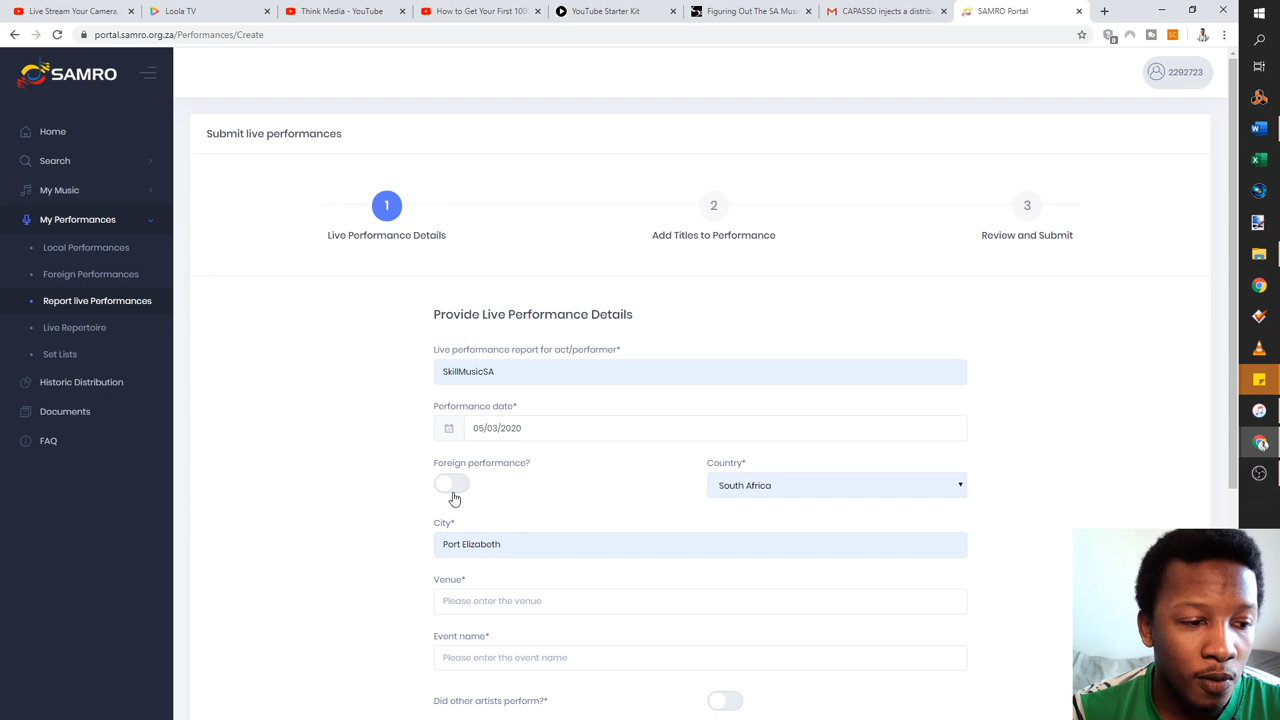 Live Stream Your Camera,
Loola TV
Think Media - YouTube
How to Get Your First 100
YouTube Starter Kit
Figuring Out The SA Mus
CAPASSO injects a distribu
SAMRO Portal
portal.samro.org.za/Performances/Create
SAMRO
2292723
Home
Search
My Music
My Performances
Local Performances
Foreign Performances
Report live Performances
Live Repertoire
Set Lists
Historic Distribution
Documents
FAQ
Submit live performances
1
2
3
Live Performance Details
Add Titles to Performance
Review and Submit
Provide Live Performance Details
Live performance report for act/performer*
SkillMusicSA
Performance date*
05/03/2020
Foreign performance?
Country*
South Africa
City*
Port Elizabeth
Venue*
Please enter the venue
Event name*
Please enter the event name
Did other artists perform?*